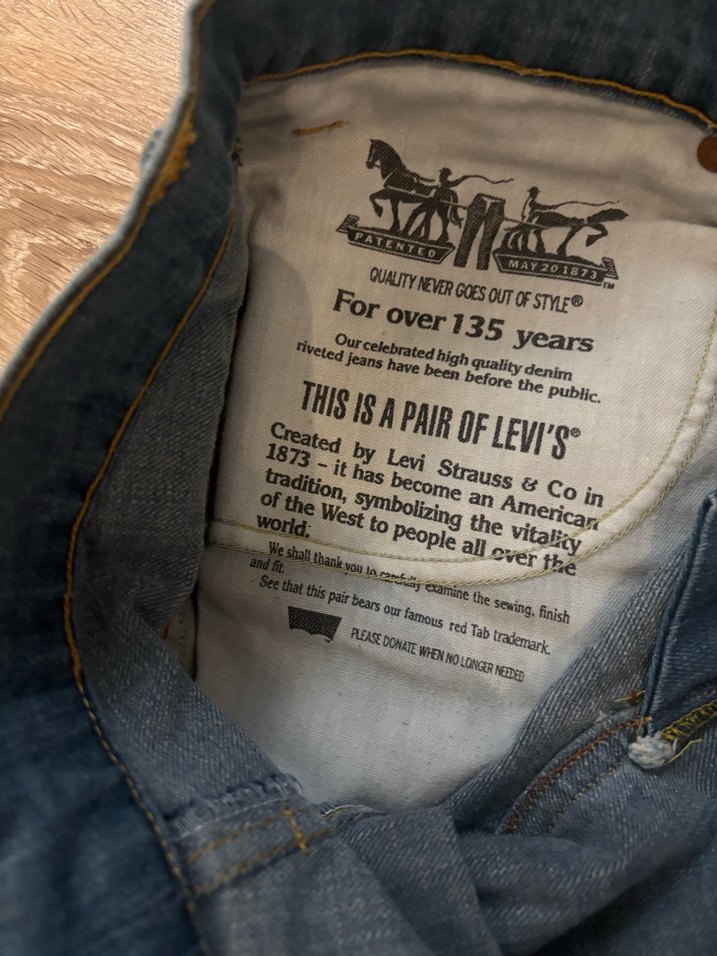 PATENTED
MAY 20 1873
TM
QUALITY NEVER GOES OUT OF STYLE®
For over 135 years
Our celebrated high quality denim
riveted jeans have been before the public.
THIS IS A PAIR OF LEVI'S®
Created by Levi Strauss & Co in
1873 – it has become an American
tradition, symbolizing the vitality
of the West to people all over the
world.
We shall thank you to carefully examine the sewing, finish
and fit.
See that this pair bears our famous red Tab trademark.
PLEASE DONATE WHEN NO LONGER NEEDED